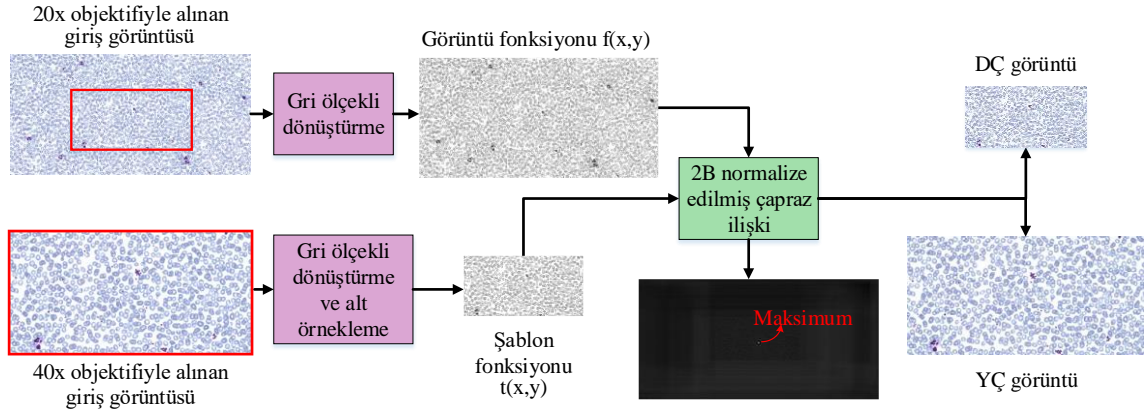 20x objektifiyle alınan
giriş görüntüsü
Gri ölçekli
dönüştürme
Görüntü fonksiyonu f(x,y)
DÇ görüntü
2B normalize
edilmiş çapraz
ilişki
Gri ölçekli
dönüştürme
ve alt
örnekleme
Şablon
fonksiyonu
t(x,y)
Maksimum
40x objektifiyle alınan
giriş görüntüsü
YÇ görüntü